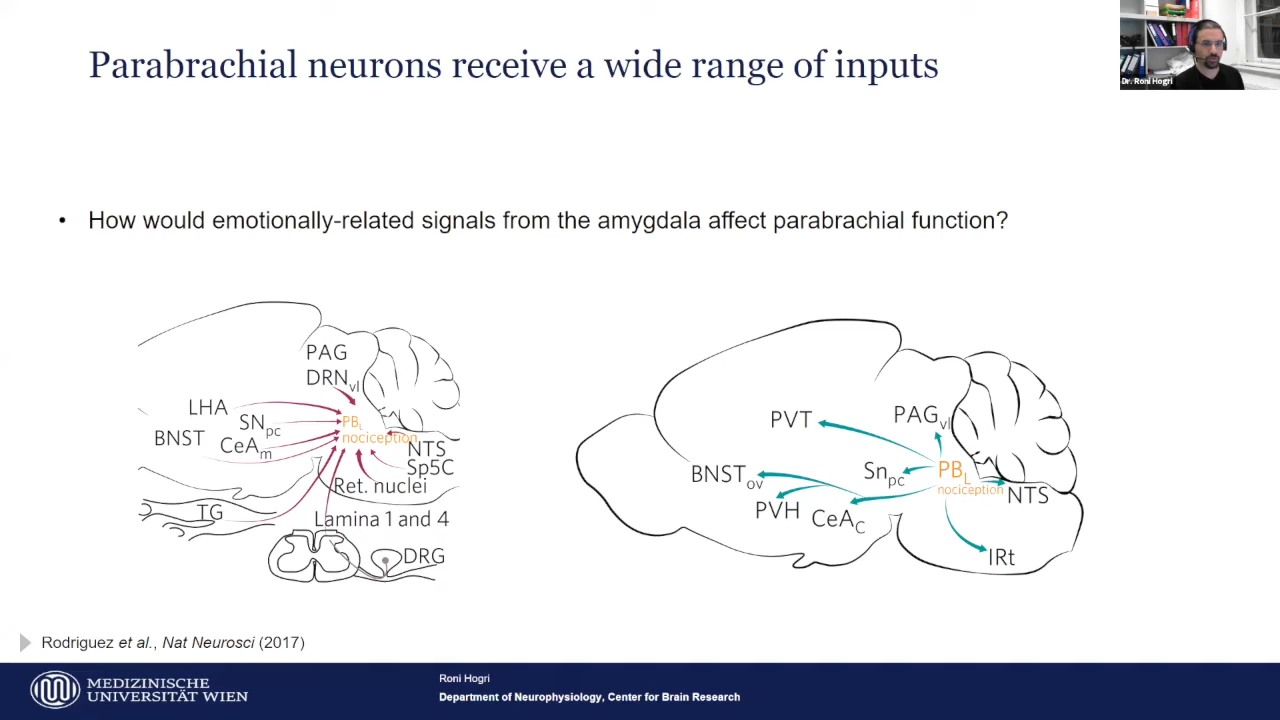 Parabrachial neurons receive a wide range of inputs
Dr. Roni Hogri
• How would emotionally-related signals from the amygdala affect parabrachial function?
PAG
DRNvl
LHA
SNpc
BNST
CeAm
PBL
nociception
NTS
Sp5C
Ret. nuclei
TG
Lamina 1 and 4
DRG
PVT
PAGvl
BNSTov
Snpc
PBL
nociception
NTS
PVH
CeAC
IRt
Rodriguez et al., Nat Neurosci (2017)
MEDIZINISCHE
UNIVERSITÄT WIEN
Roni Hogri
Department of Neurophysiology, Center for Brain Research